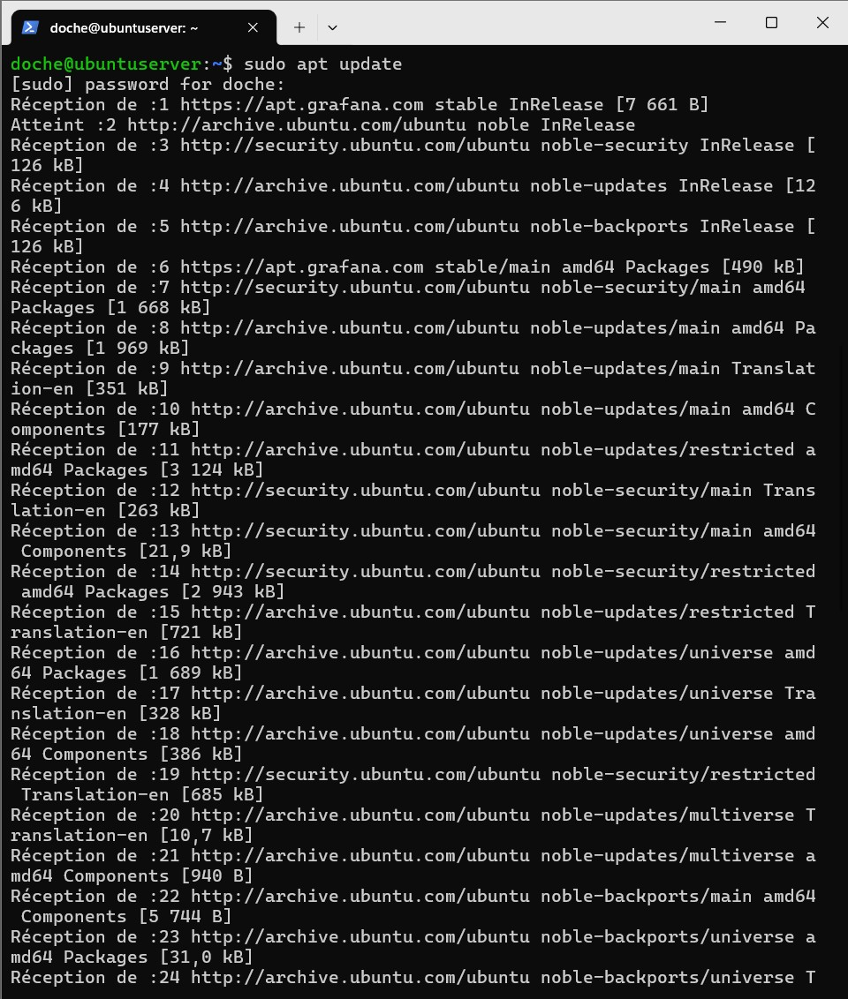 doche@ubuntuserver: ~
doche@ubuntuserver:~$ sudo apt update
[sudo] password for doche:
Réception de :1 https://apt.grafana.com stable InRelease [7 661 B]
Atteint :2 http://archive.ubuntu.com/ubuntu noble InRelease
Réception de :3 http://security.ubuntu.com/ubuntu noble-security InRelease [
126 kB]
Réception de :4 http://archive.ubuntu.com/ubuntu noble-updates InRelease [12
6 kB]
Réception de :5 http://archive.ubuntu.com/ubuntu noble-backports InRelease [
126 kB]
Réception de :6 https://apt.grafana.com stable/main amd64 Packages [490 kB]
Réception de :7 http://security.ubuntu.com/ubuntu noble-security/main amd64
Packages [1 668 kB]
Réception de :8 http://archive.ubuntu.com/ubuntu noble-updates/main amd64 Pa
ckages [1 969 kB]
Réception de :9 http://archive.ubuntu.com/ubuntu noble-updates/main Translat
ion-en [351 kB]
Réception de :10 http://archive.ubuntu.com/ubuntu noble-updates/main amd64 C
omponents [177 kB]
Réception de :11 http://archive.ubuntu.com/ubuntu noble-updates/restricted a
md64 Packages [3 124 kB]
Réception de :12 http://security.ubuntu.com/ubuntu noble-security/main Trans
lation-en [263 kB]
Réception de :13 http://security.ubuntu.com/ubuntu noble-security/main amd64
 Components [21,9 kB]
Réception de :14 http://security.ubuntu.com/ubuntu noble-security/restricted
 amd64 Packages [2 943 kB]
Réception de :15 http://archive.ubuntu.com/ubuntu noble-updates/restricted T
ranslation-en [721 kB]
Réception de :16 http://archive.ubuntu.com/ubuntu noble-updates/universe amd
64 Packages [1 689 kB]
Réception de :17 http://archive.ubuntu.com/ubuntu noble-updates/universe Tra
nslation-en [328 kB]
Réception de :18 http://archive.ubuntu.com/ubuntu noble-updates/universe amd
64 Components [386 kB]
Réception de :19 http://security.ubuntu.com/ubuntu noble-security/restricted
 Translation-en [685 kB]
Réception de :20 http://archive.ubuntu.com/ubuntu noble-updates/multiverse T
ranslation-en [10,7 kB]
Réception de :21 http://archive.ubuntu.com/ubuntu noble-updates/multiverse a
md64 Components [940 B]
Réception de :22 http://archive.ubuntu.com/ubuntu noble-backports/main amd64
 Components [5 744 B]
Réception de :23 http://archive.ubuntu.com/ubuntu noble-backports/universe a
md64 Packages [31,0 kB]
Réception de :24 http://archive.ubuntu.com/ubuntu noble-backports/universe T